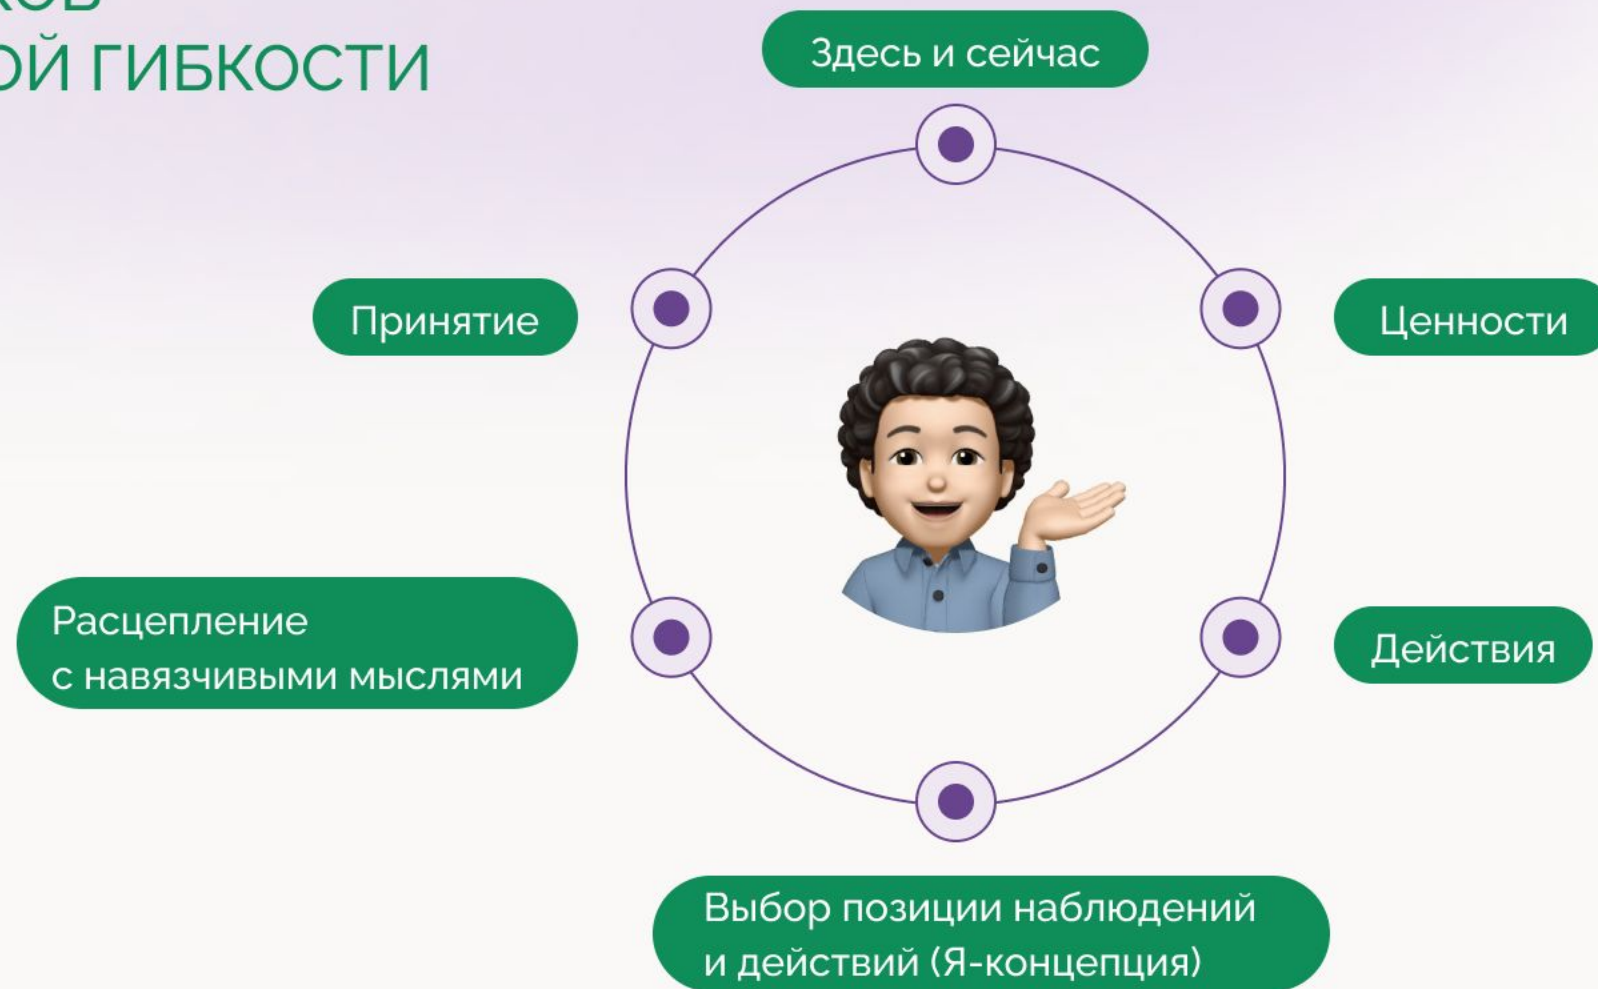 ОЙ ГИБКОСТИ
Здесь и сейчас
Принятие
Ценности
Расцепление
с навязчивыми мыслями
Действия
Выбор позиции наблюдений
и действий (Я-концепция)